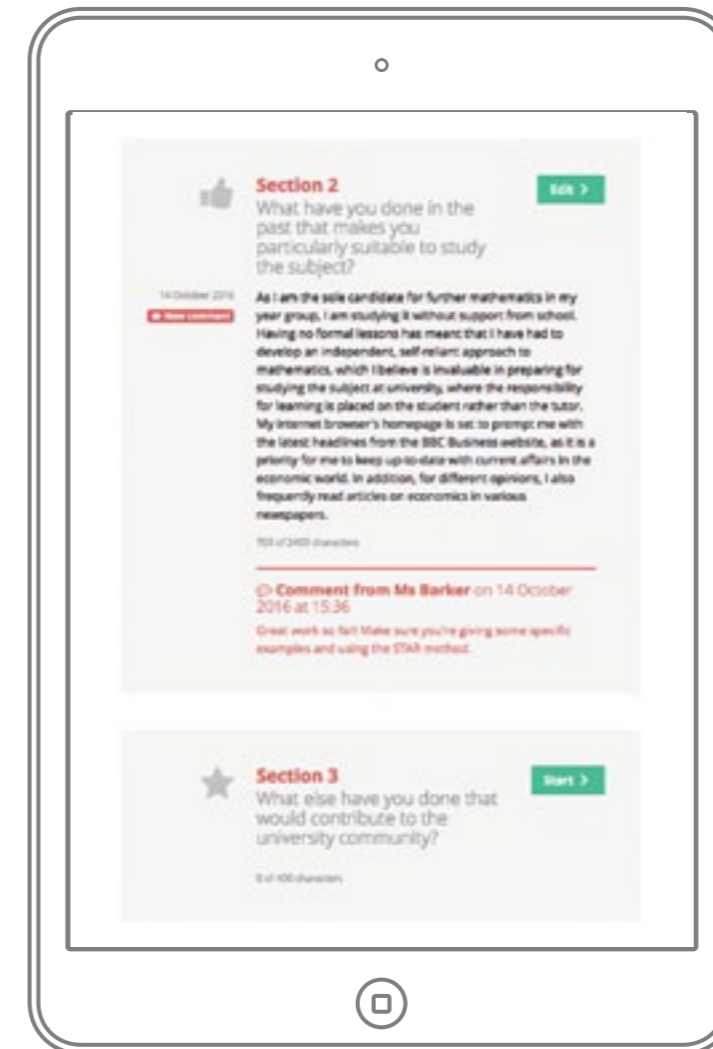 Section 2
Edit
What have you done in the
past that makes you
particularly suitable to study
the subject?
14 October 2016
New comment
As I am the sole candidate for further mathematics in my
year group, I am studying it without support from school.
Having no formal lessons has meant that I have had to
develop an independent, self-reliant approach to
mathematics, which I believe is invaluable in preparing for
studying the subject at university, where the responsibility
for learning is placed on the student rather than the tutor.
My internet browser's homepage is set to prompt me with
the latest headlines from the BBC Business website, as it is a
priority for me to keep up-to-date with current affairs in the
economic world. In addition, for different opinions, I also
frequently read articles on economics in various
newspapers.
of 2400 characters
Comment from Ms Barker on 14 October
2016 at 15:36
Great work so far! Make sure you're giving some specific
examples and using the STAR method.
Section 3
Start
What else have you done that
would contribute to the
university community?
0 of 400 characters